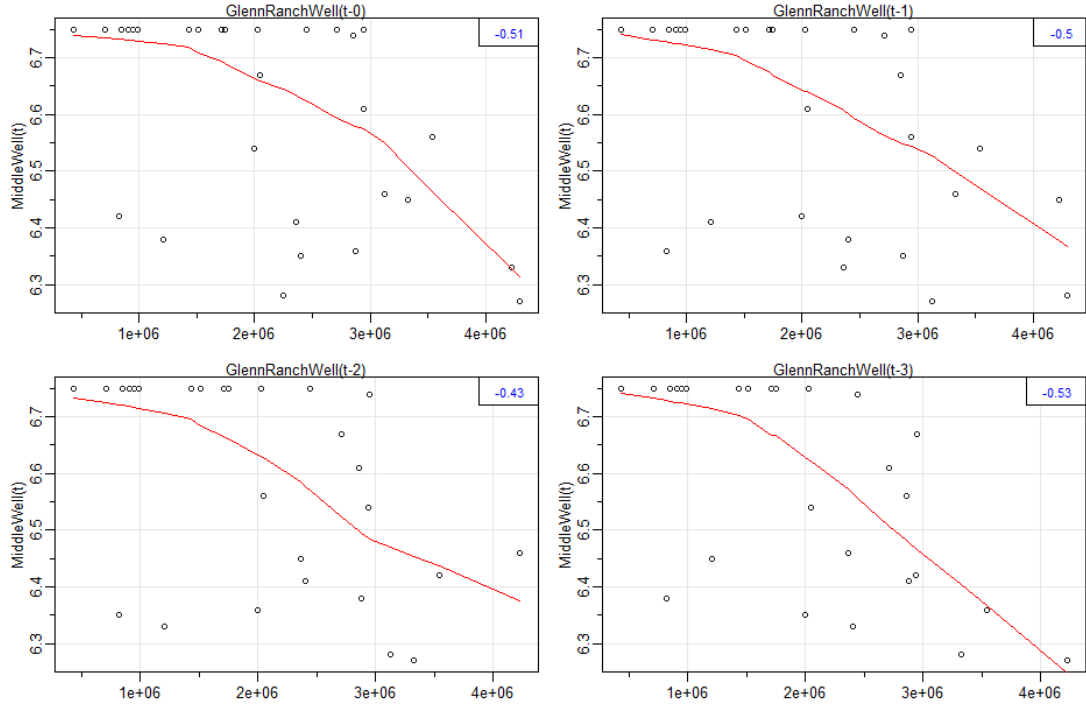 GlennRanchWell(t-0)
-0.51
MiddleWell(t)
6.7
6.6
6.5
6.4
6.3
1e+06 2e+06 3e+06 4e+06
GlennRanchWell(t-1)
-0.5
MiddleWell(t)
6.7
6.6
6.5
6.4
6.3
1e+06 2e+06 3e+06 4e+06
GlennRanchWell(t-2)
-0.43
MiddleWell(t)
6.7
6.6
6.5
6.4
6.3
1e+06 2e+06 3e+06 4e+06
GlennRanchWell(t-3)
-0.53
MiddleWell(t)
6.7
6.6
6.5
6.4
6.3
1e+06 2e+06 3e+06 4e+06